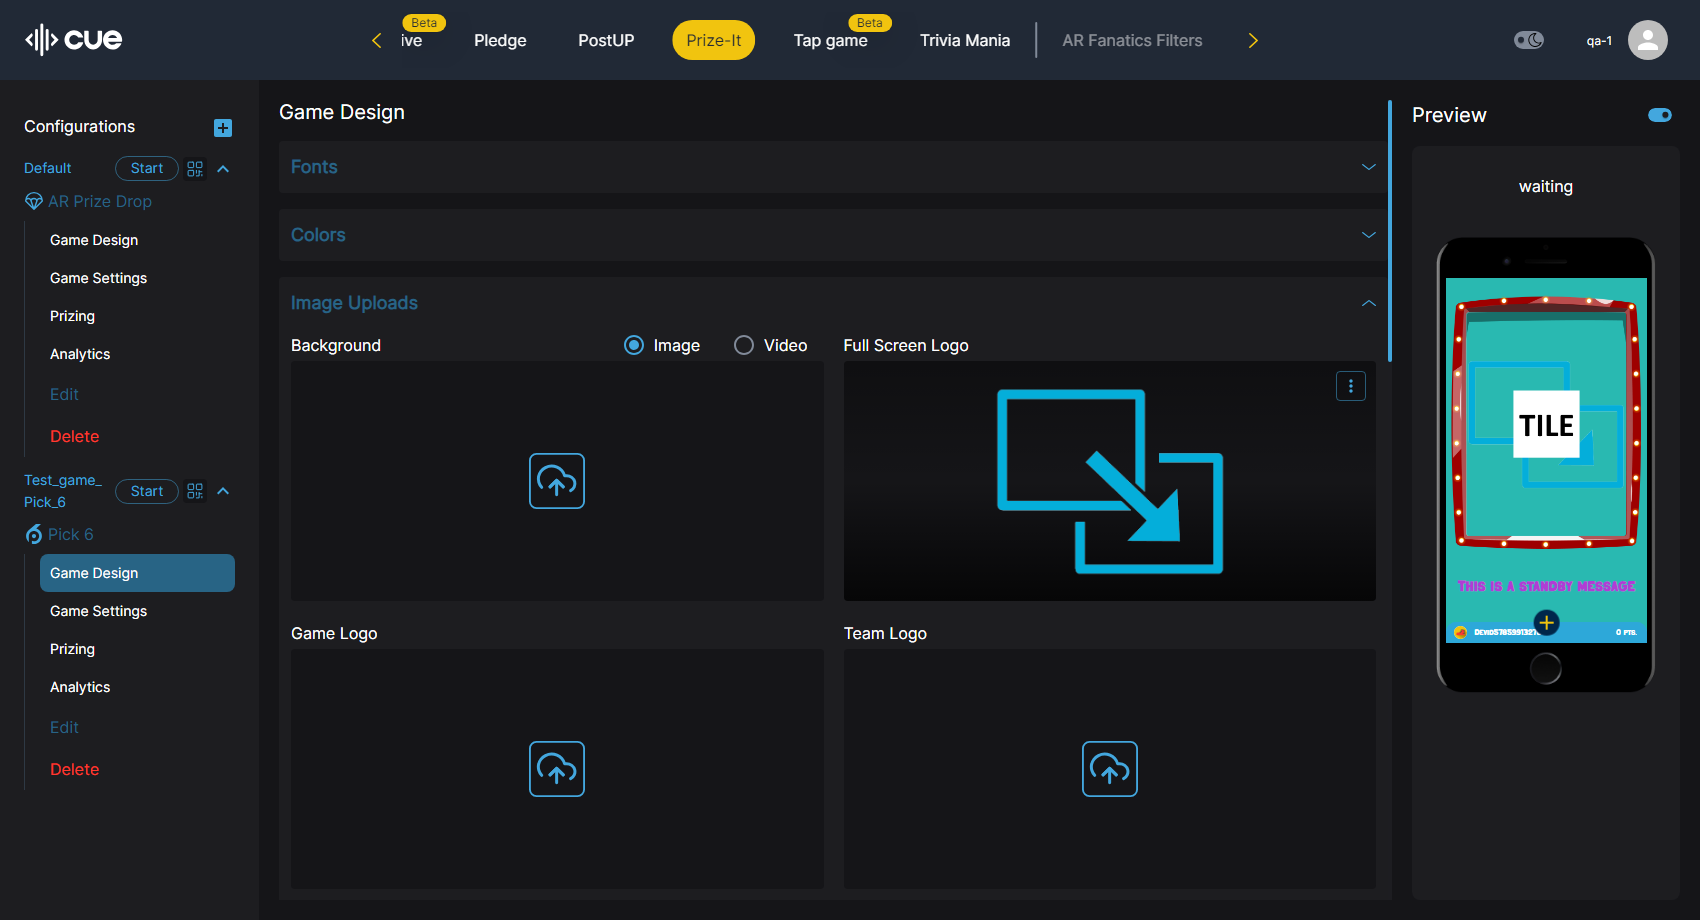 cue
Beta
ive
Pledge
PostUP
Prize-It
Beta
Tap game
Trivia Mania
AR Fanatics Filters
qa-1
Configurations
Default
Start
AR Prize Drop
Game Design
Game Settings
Prizing
Analytics
Edit
Delete
Test_game_
Pick_6
Start
Pick 6
Game Design
Game Settings
Prizing
Analytics
Edit
Delete
Game Design
Fonts
Colors
Image Uploads
Background
Image
Video
Full Screen Logo
Game Logo
Team Logo
Preview
waiting
TILE
This is a standby message
0 pts.